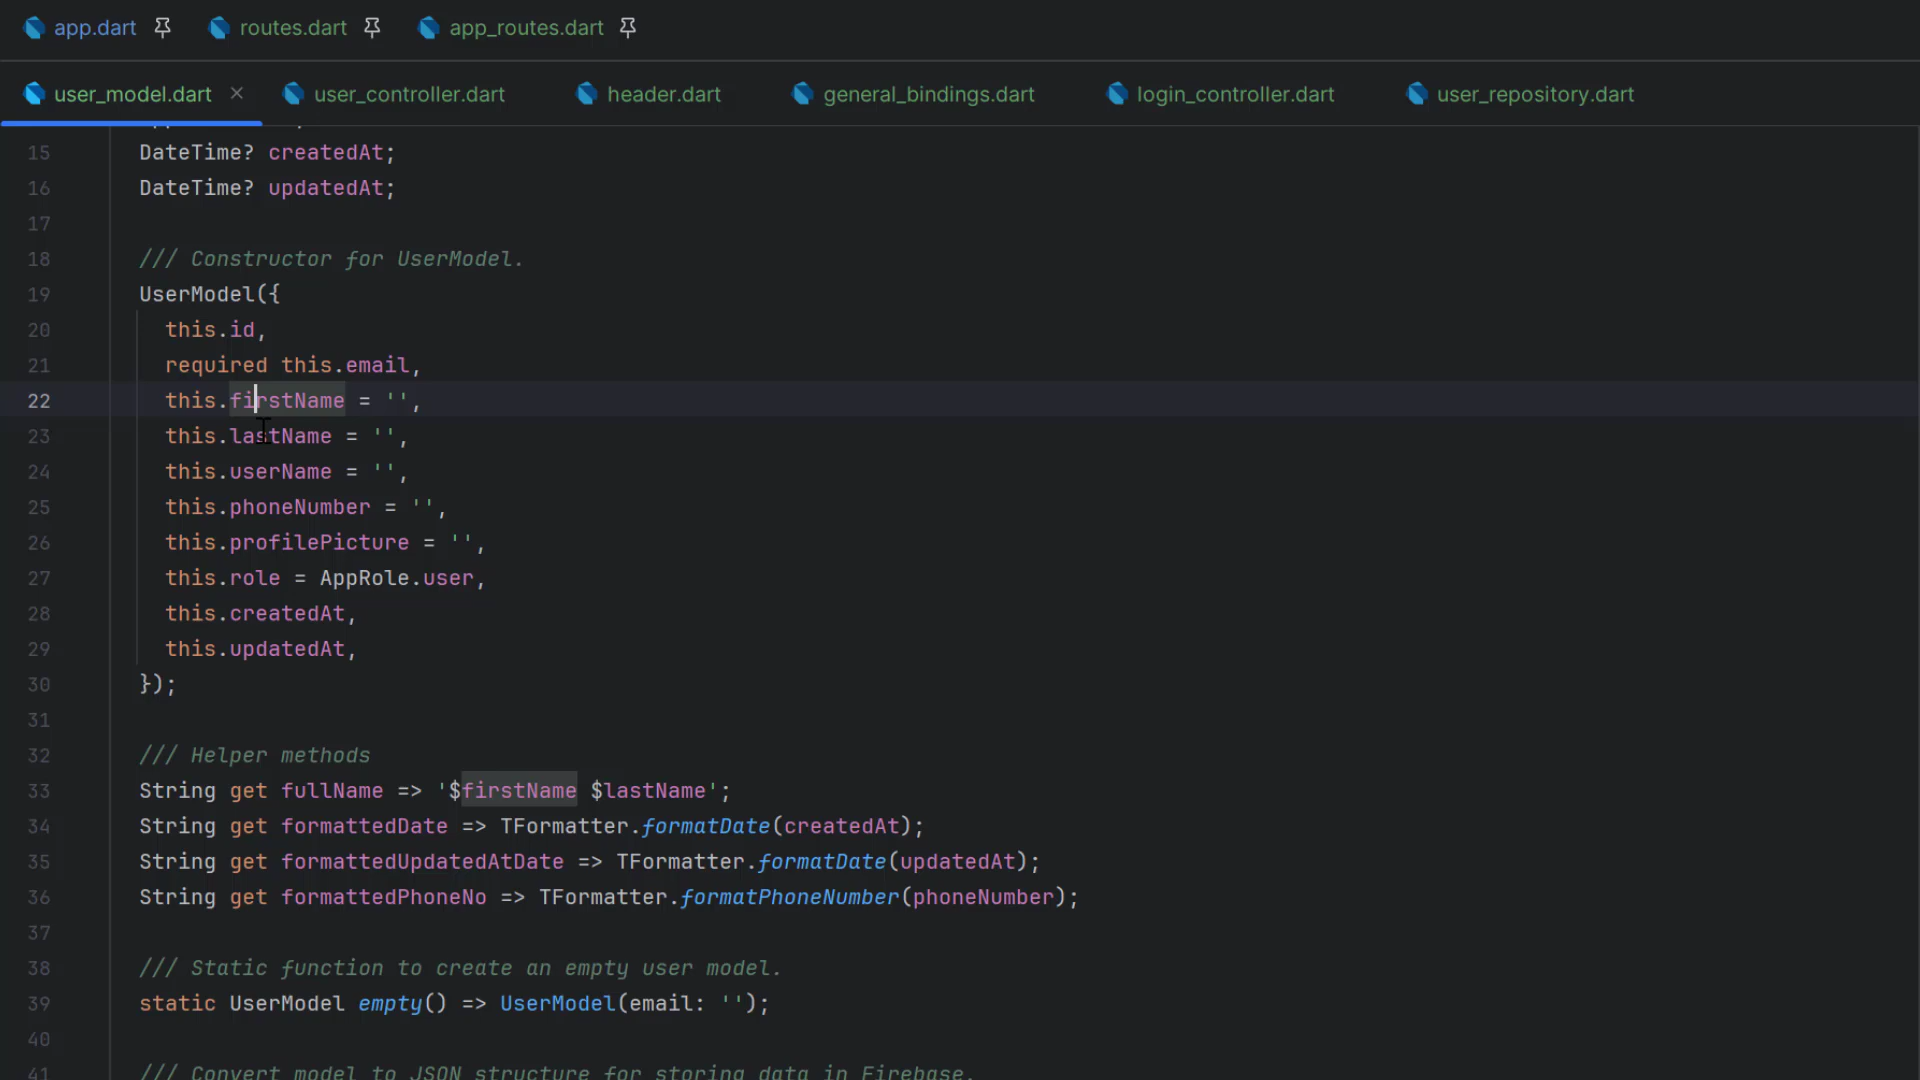 app.dart routes.dart app_routes.dart
user_model.dart user_controller.dart header.dart general_bindings.dart login_controller.dart user_repository.dart
15 DateTime? createdAt;
16 DateTime? updatedAt;
17
18 /// Constructor for UserModel.
19 UserModel({
20 this.id,
21 required this.email,
22 this.firstName = '',
23 this.lastName = '',
24 this.userName = '',
25 this.phoneNumber = '',
26 this.profilePicture = '',
27 this.role = AppRole.user,
28 this.createdAt,
29 this.updatedAt,
30 });
31
32 /// Helper methods
33 String get fullName => '$firstName $lastName';
34 String get formattedDate => TFormatter.formatDate(createdAt);
35 String get formattedUpdatedAtDate => TFormatter.formatDate(updatedAt);
36 String get formattedPhoneNo => TFormatter.formatPhoneNumber(phoneNumber);
37
38 /// Static function to create an empty user model.
39 static UserModel empty() => UserModel(email: '');
40
41 /// Convert model to JSON structure for storing data in Firebase.